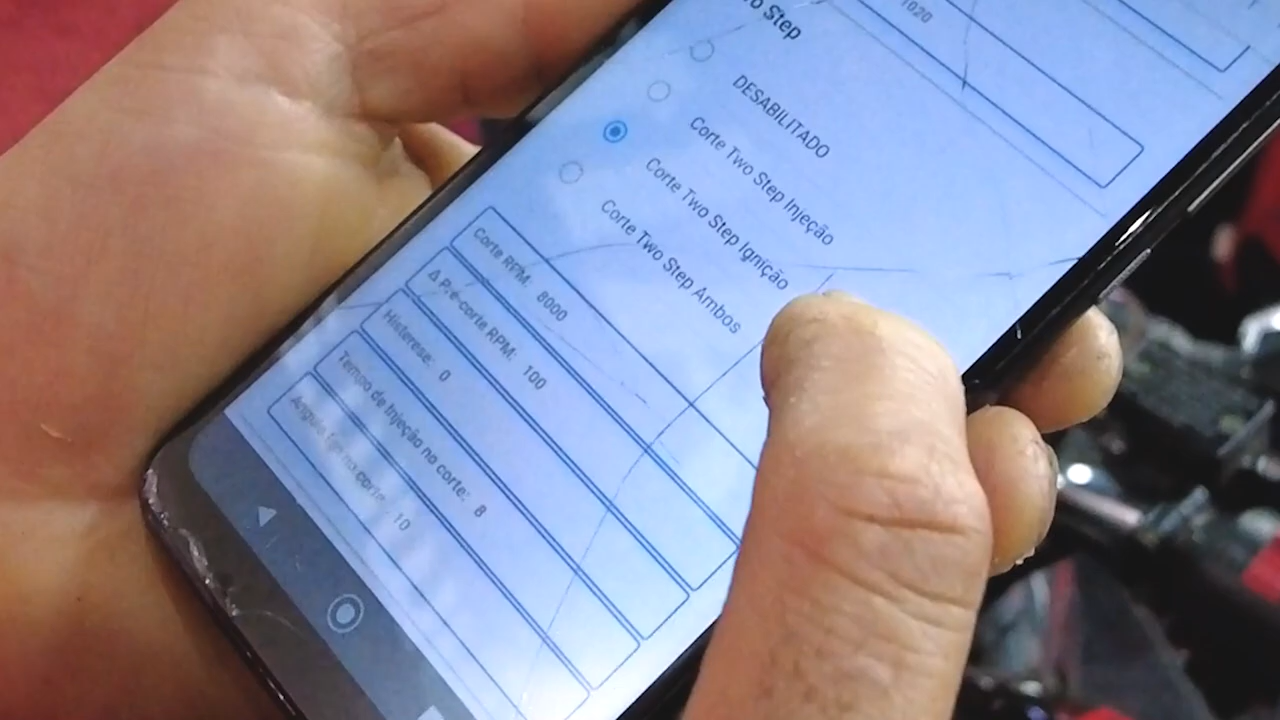 1020
Step
DESABILITADO
Corte Two Step Injeção
Corte Two Step Ignição
Corte Two Step Ambos
Corte RPM: 8000
Δ Pré-corte RPM: 100
Histerese: 0
Tempo de Injeção no corte: 8
Angulo fixo no corte: 10